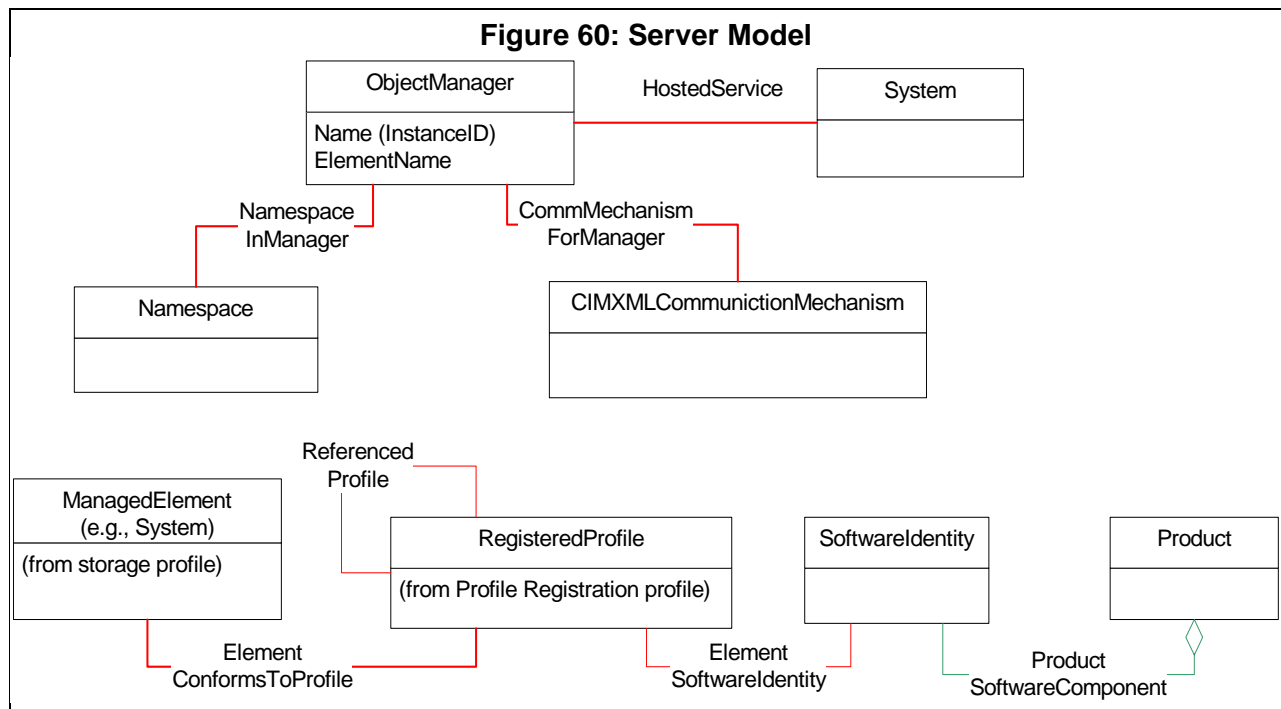 Figure 60: Server Model
ObjectManager
Name (InstanceID)
ElementName
HostedService
System
Namespace
InManager
CommMechanism
ForManager
Namespace
CIMXMLCommunictionMechanism
Referenced
Profile
ManagedElement
(e.g., System)
(from storage profile)
RegisteredProfile
(from Profile Registration profile)
SoftwareIdentity
Product
Element
ConformsToProfile
Element
SoftwareIdentity
Product
SoftwareComponent